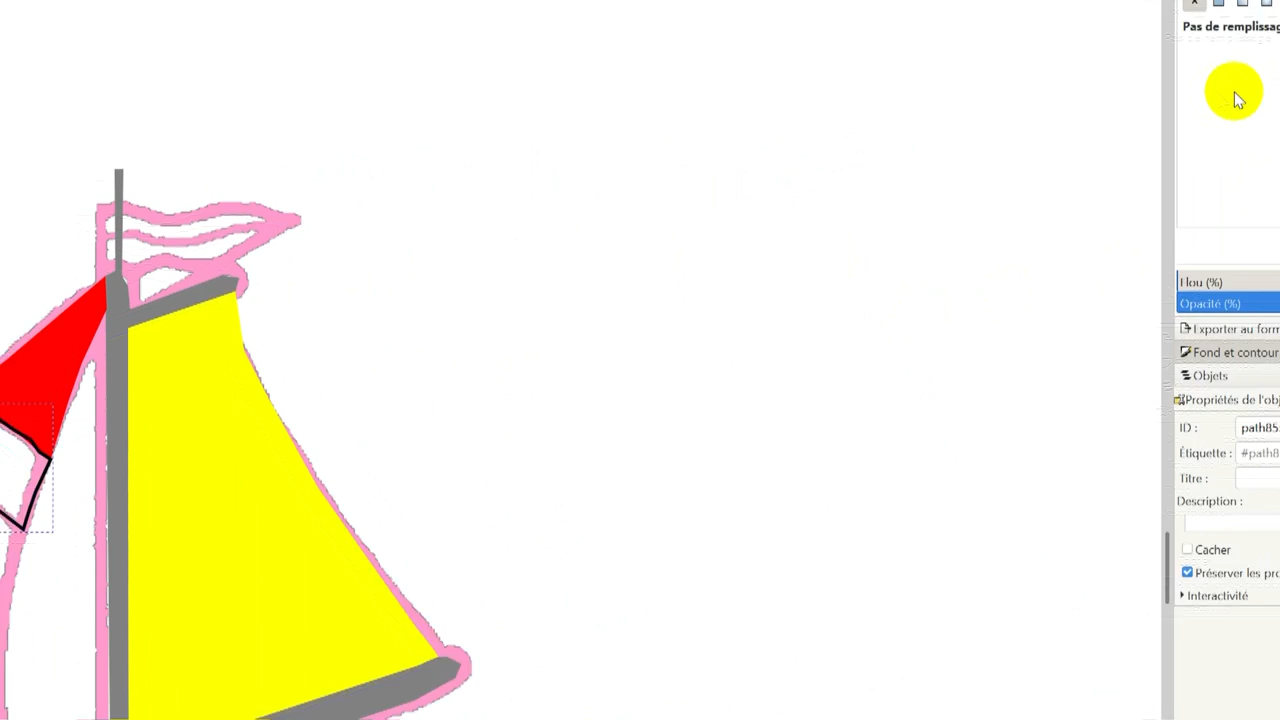 Pas de remplissag
Flou (%)
Opacité (%)
Exporter au form
Fond et contour
Objets
Propriétés de l'obj
ID : path85
Étiquette : #path8
Titre :
Description :
Cacher
Préserver les pro
Interactivité